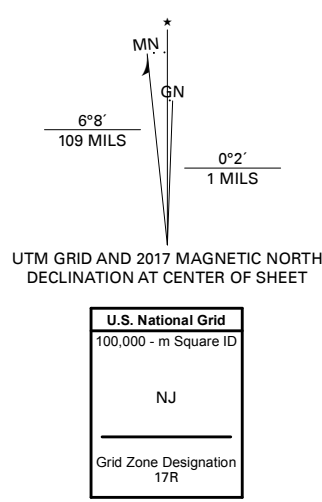 ★
MN
GN
6°8´
109 MILS
0°2´
1 MILS
UTM GRID AND 2017 MAGNETIC NORTH
DECLINATION AT CENTER OF SHEET
U.S. National Grid
100,000 - m Square ID
NJ
Grid Zone Designation
17R